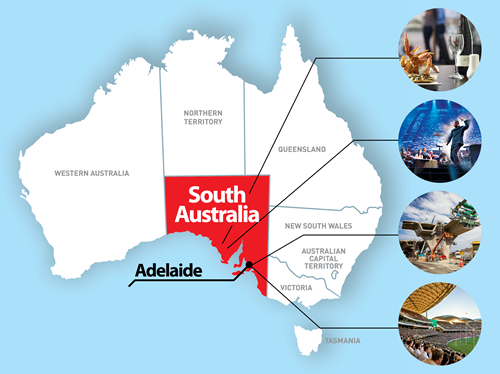 NORTHERN
TERRITORY
QUEENSLAND
WESTERN AUSTRALIA
South
Australia
NEW SOUTH WALES
AUSTRALIAN
CAPITAL
TERRITORY
Adelaide
VICTORIA
TASMANIA